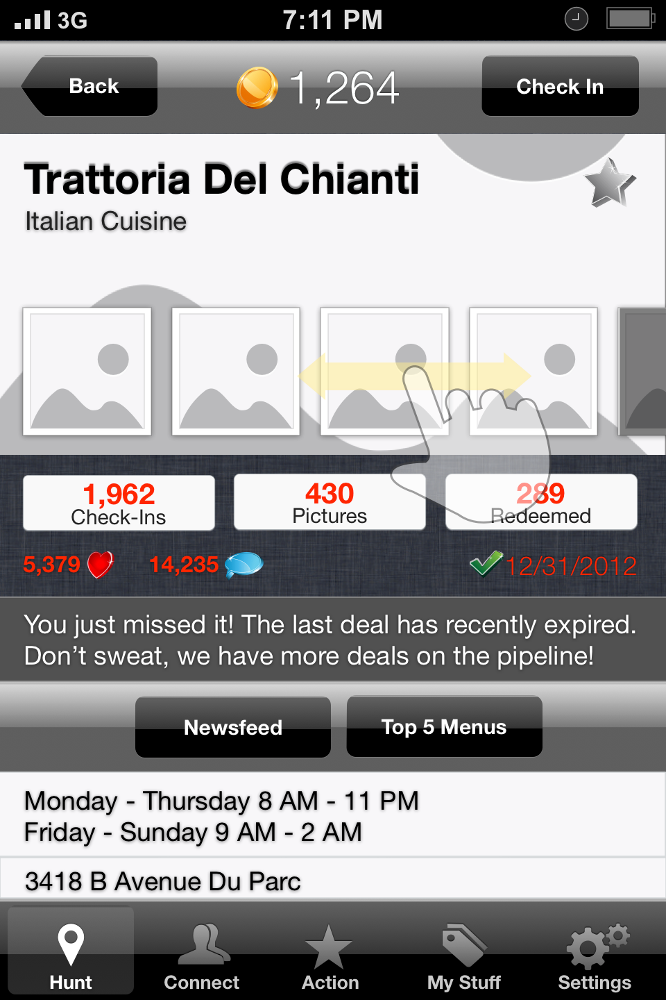 3G 7:11 PM
Back 1,264 Check In
Trattoria Del Chianti
Italian Cuisine
1,962 430 289
Check-Ins Pictures Redeemed
5,379 14,235 12/31/2012
You just missed it! The last deal has recently expired.
Don’t sweat, we have more deals on the pipeline!
Newsfeed Top 5 Menus
Monday - Thursday 8 AM - 11 PM
Friday - Sunday 9 AM - 2 AM
3418 B Avenue Du Parc
Hunt Connect Action My Stuff Settings